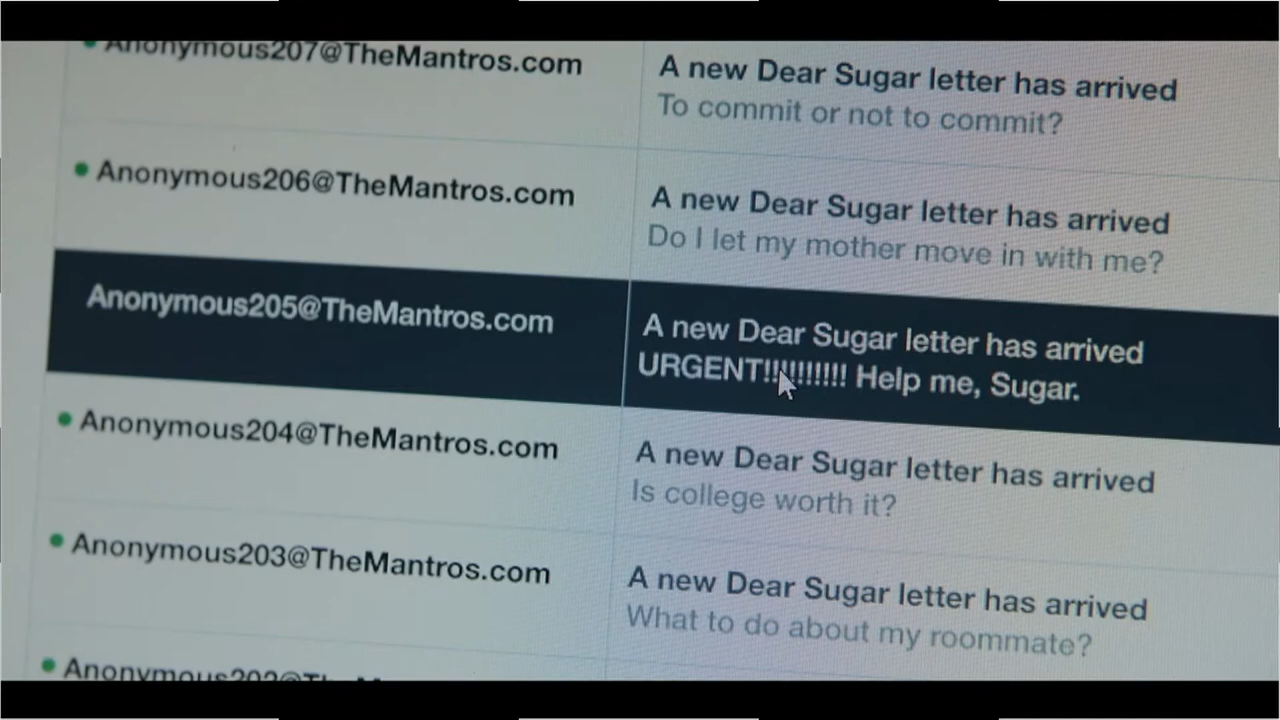 Anonymous207@TheMantros.com
A new Dear Sugar letter has arrived
To commit or not to commit?
Anonymous206@TheMantros.com
A new Dear Sugar letter has arrived
Do I let my mother move in with me?
Anonymous205@TheMantros.com
A new Dear Sugar letter has arrived
URGENT!!!!!!!!!!! Help me, Sugar.
Anonymous204@TheMantros.com
A new Dear Sugar letter has arrived
Is college worth it?
Anonymous203@TheMantros.com
A new Dear Sugar letter has arrived
What to do about my roommate?